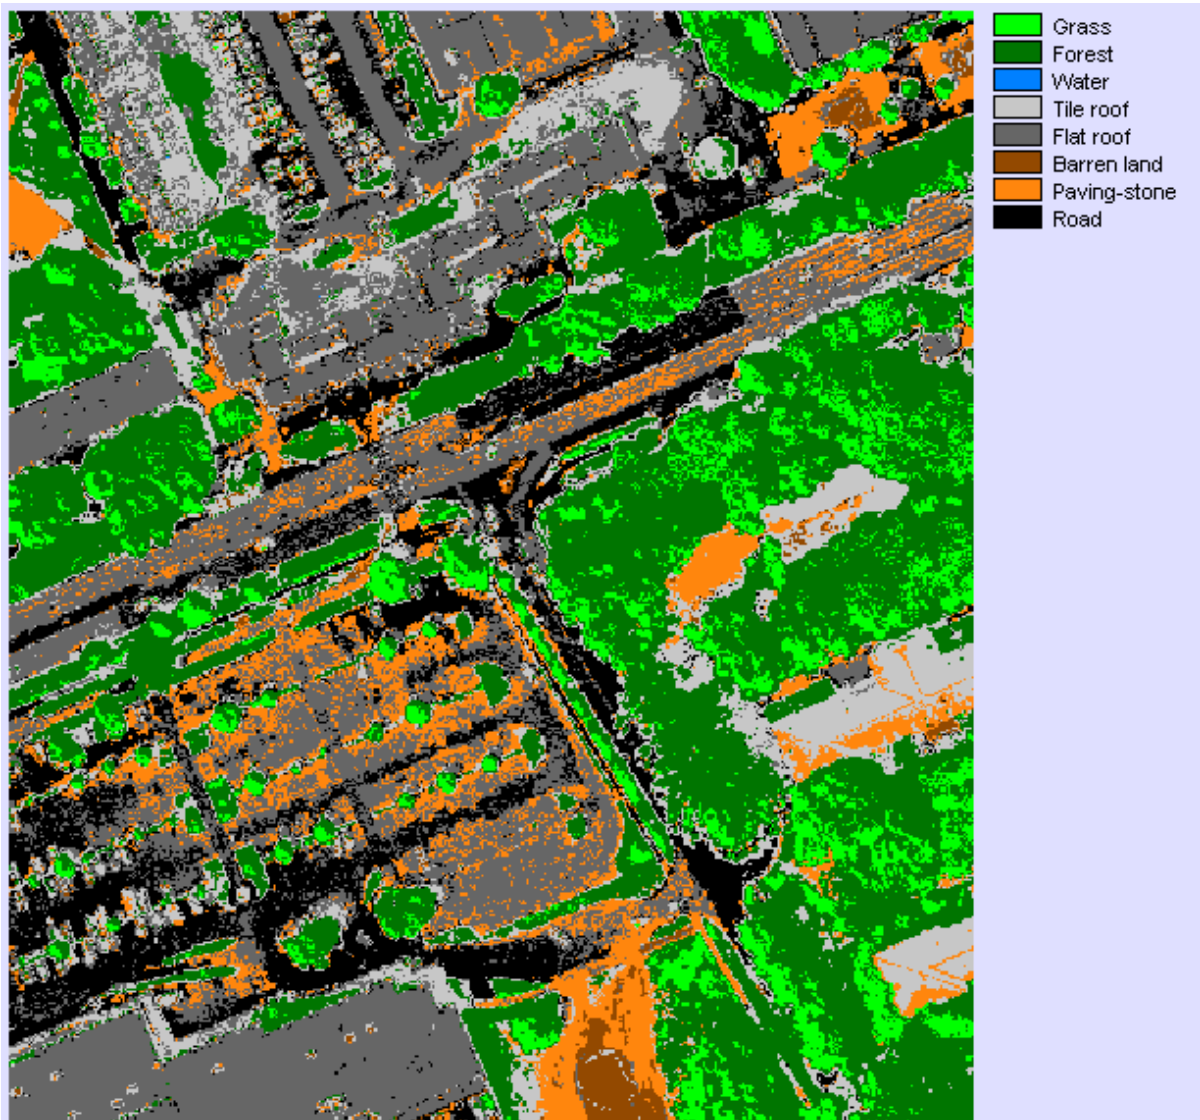 Grass
Forest
Water
Tile roof
Flat roof
Barren land
Paving-stone
Road